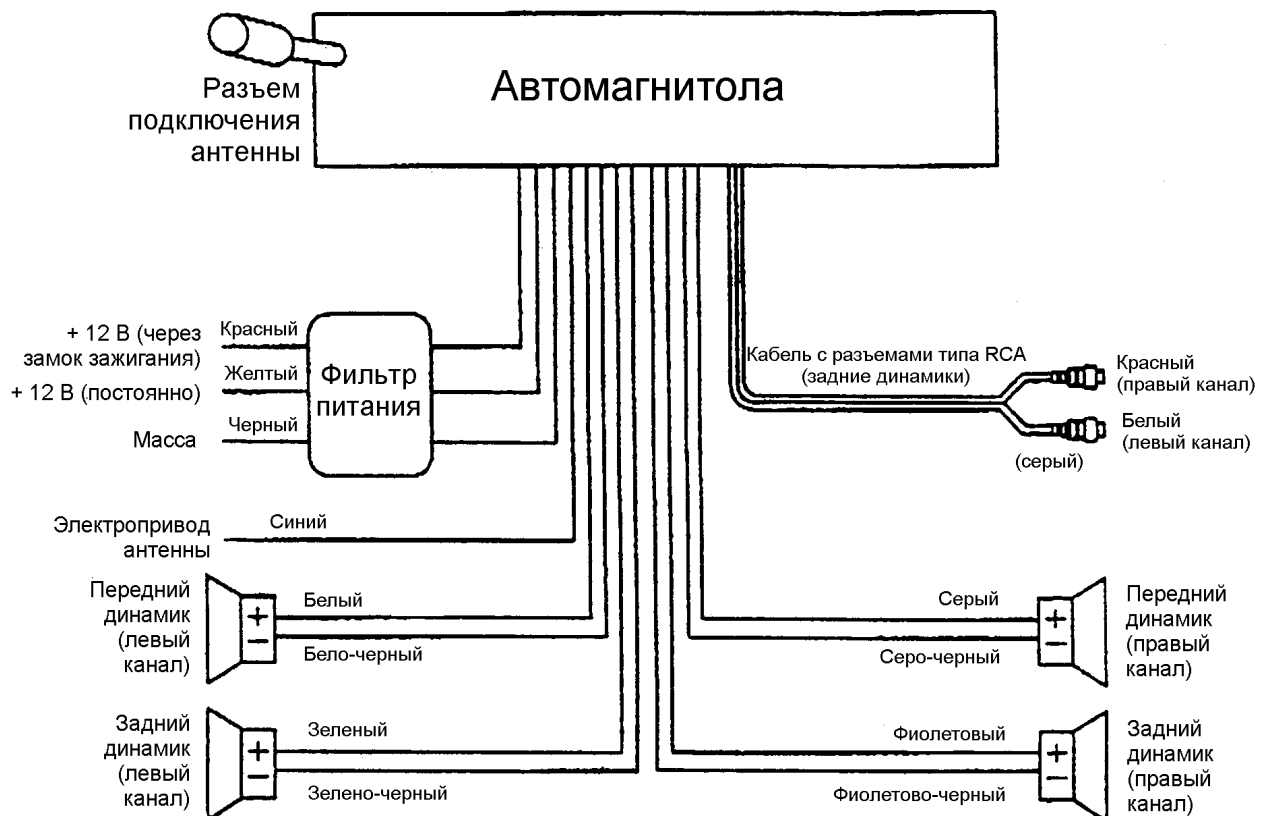 Автомагнитола
Разъем
подключения
антенны
+ 12 В (через
замок зажигания)
Красный
+ 12 В (постоянно)
Желтый
Масса
Черный
Фильтр
питания
Кабель с разъемами типа RCA
(задние динамики)
Красный
(правый канал)
Белый
(левый канал)
(серый)
Электропривод
антенны
Синий
Передний
динамик
(левый
канал)
+
−
Белый
Бело-черный
Серый
Серо-черный
+
−
Передний
динамик
(правый
канал)
Задний
динамик
(левый
канал)
+
−
Зеленый
Зелено-черный
Фиолетовый
Фиолетово-черный
+
−
Задний
динамик
(правый
канал)